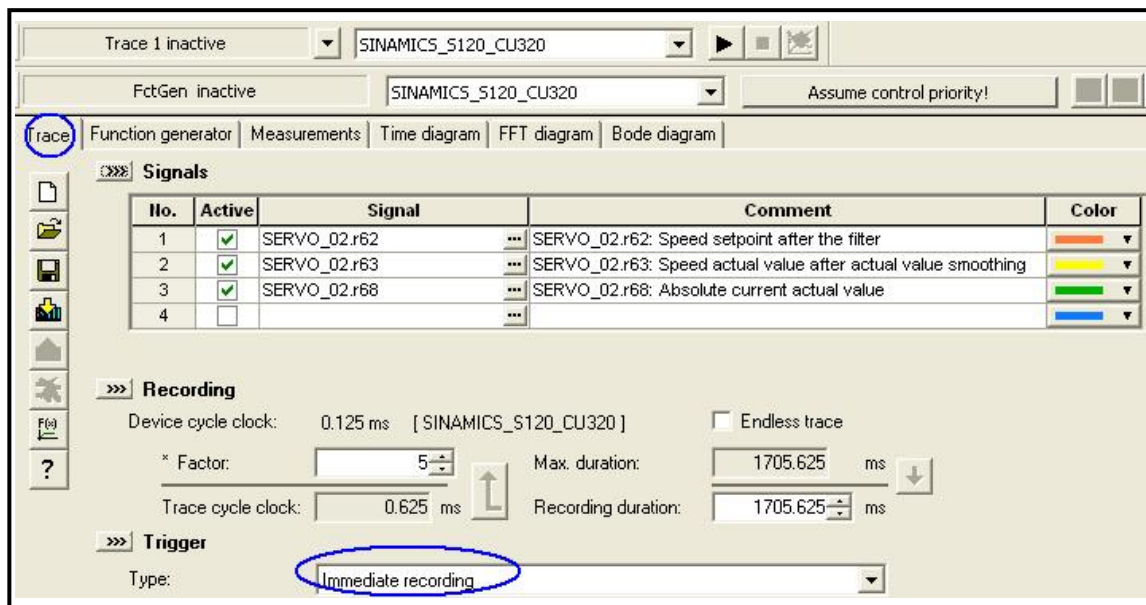 Trace 1 inactive SINAMICS_S120_CU320
FctGen inactive SINAMICS_S120_CU320 Assume control priority!
Trace Function generator Measurements Time diagram FFT diagram Bode diagram
>>> Signals
No. Active Signal Comment Color
1 SERVO_02.r62 ... SERVO_02.r62: Speed setpoint after the filter
2 SERVO_02.r63 ... SERVO_02.r63: Speed actual value after actual value smoothing
3 SERVO_02.r68 ... SERVO_02.r68: Absolute current actual value
4 ...
>>> Recording
Device cycle clock: 0.125 ms [ SINAMICS_S120_CU320 ] Endless trace
* Factor: 5 Max. duration: 1705.625 ms
Trace cycle clock: 0.625 ms Recording duration: 1705.625 ms
>>> Trigger
Type: Immediate recording
F(x)
?